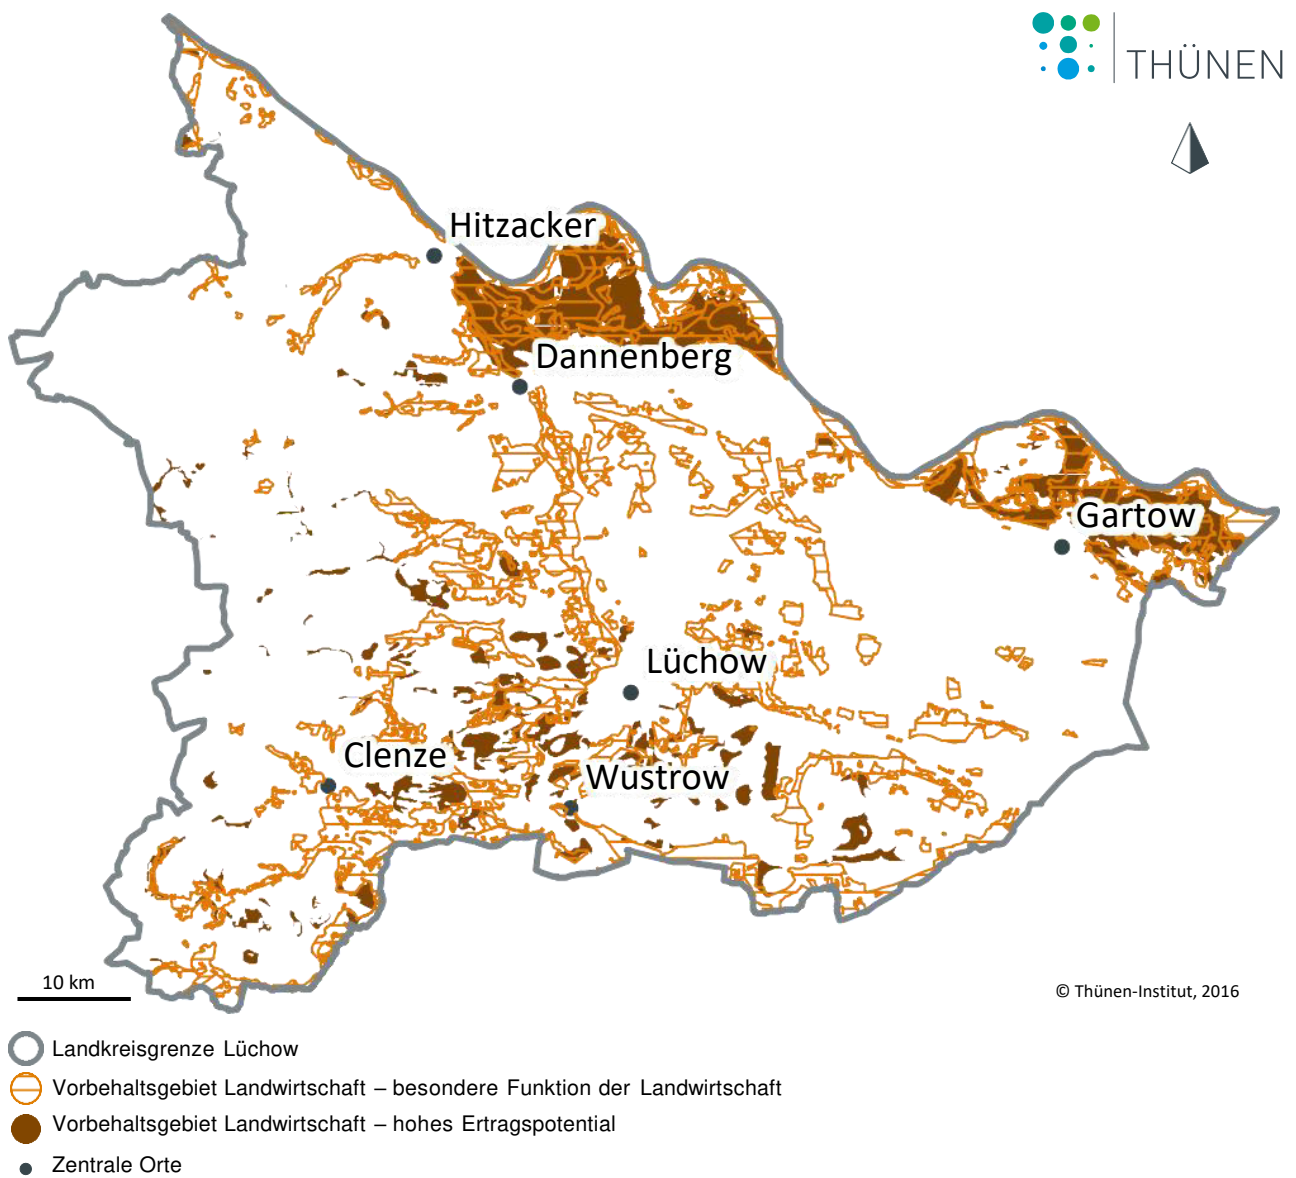 THÜNEN
Hitzacker
Dannenberg
Gartow
Lüchow
Clenze
Wustrow
10 km
© Thünen-Institut, 2016
Landkreisgrenze Lüchow
Vorbehaltsgebiet Landwirtschaft – besondere Funktion der Landwirtschaft
Vorbehaltsgebiet Landwirtschaft – hohes Ertragspotential
Zentrale Orte